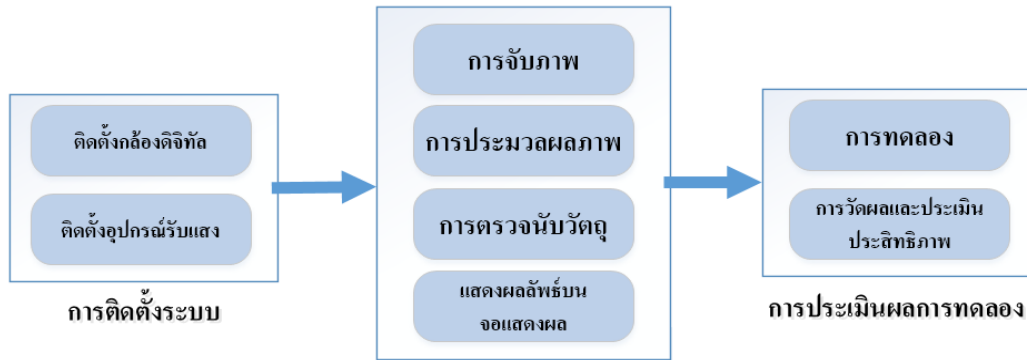 ติดตั้งกล้องดิจิทัล
ติดตั้งอุปกรณ์รับแสง
การติดตั้งระบบ
การจับภาพ
การประมวลผลภาพ
การตรวจนับวัตถุ
แสดงผลลัพธ์บน
จอแสดงผล
การทดลอง
การวัดผลและประเมิน
ประสิทธิภาพ
การประเมินผลการทดลอง